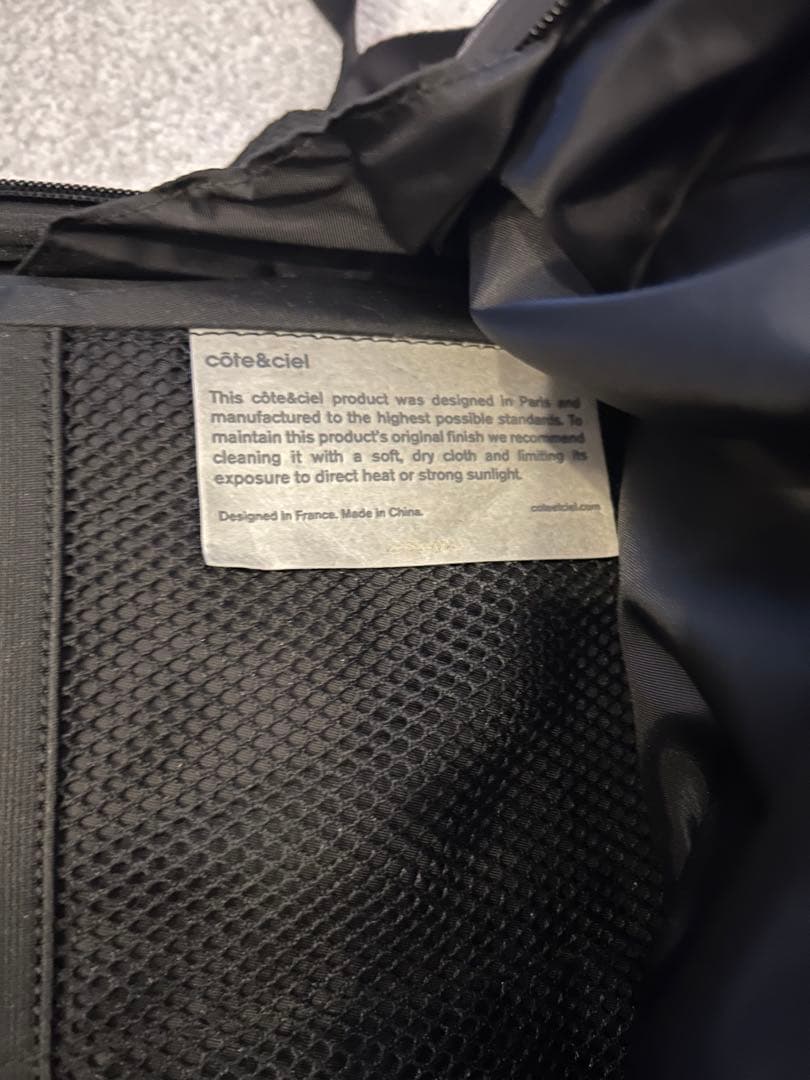 côte&ciel
This côte&ciel product was designed in Paris and
manufactured to the highest possible standards. To
maintain this product's original finish we recommend
cleaning it with a soft, dry cloth and limiting its
exposure to direct heat or strong sunlight.
Designed in France. Made in China.
coteetciel.com